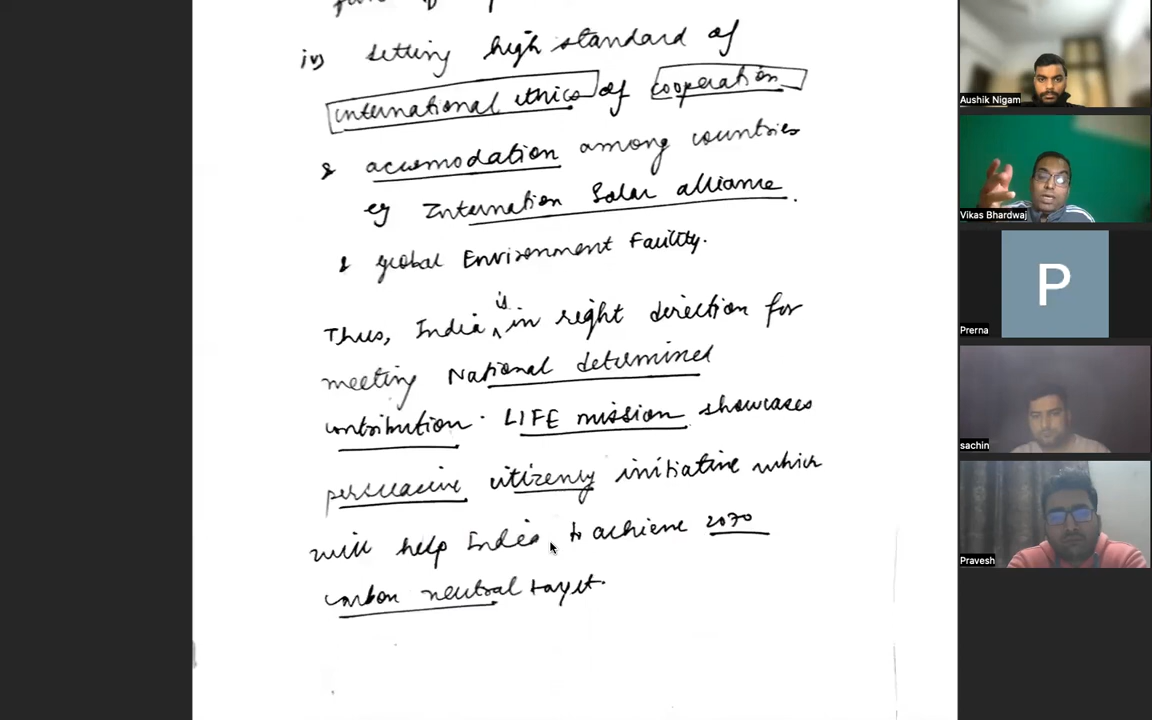 iv) setting high standard of
international ethics of cooperation
& accomodation among countries
eg Internation Solar alliance.
& global Environment Facility.
is
Thus, India in right direction for
meeting National determined
contribution. LIFE mission showcases
persuasive citizenly initiative which
will help India to achieve 2070
carbon neutral target.
Aushik Nigam
Vikas Bhardwaj
P
Prerna
sachin
Pravesh